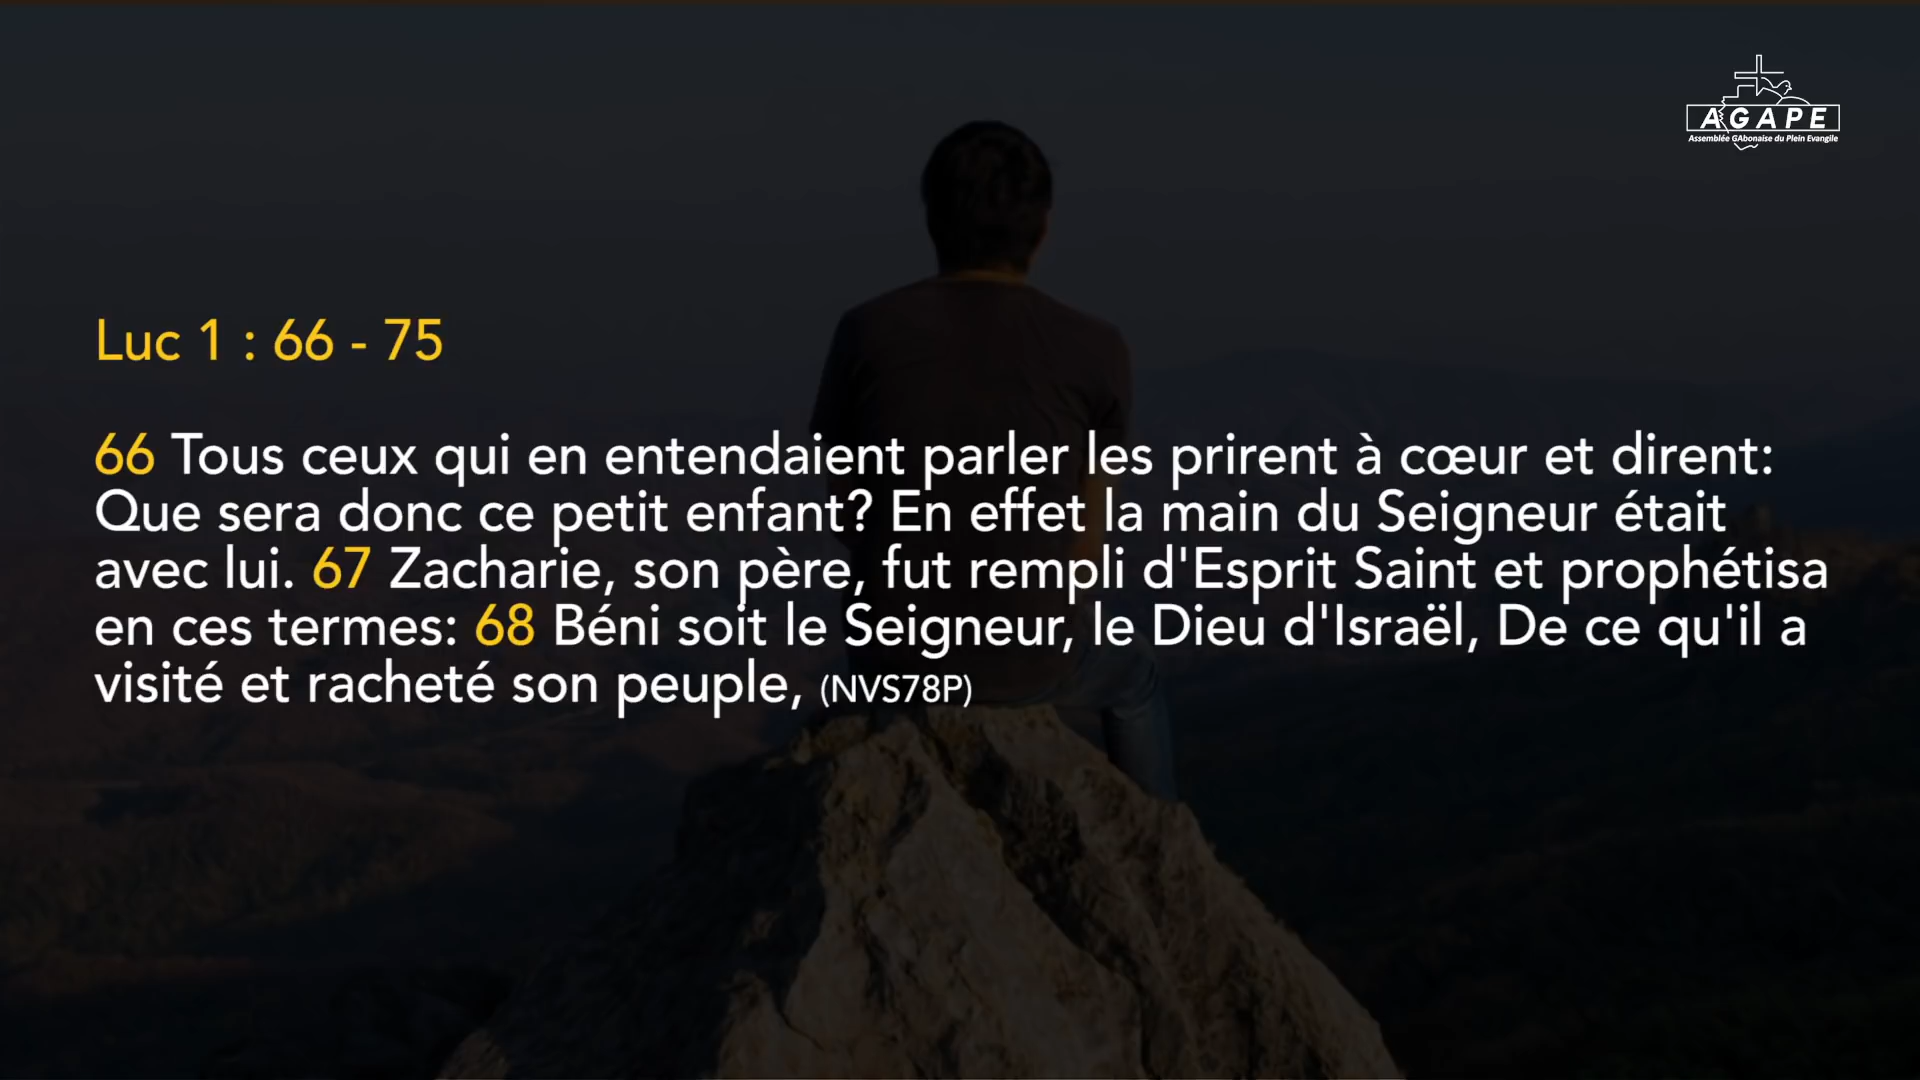 AGAPE
Assemblée GAbonaise du Plein Evangile
Luc 1 : 66 - 75
66 Tous ceux qui en entendaient parler les prirent à cœur et dirent:
Que sera donc ce petit enfant? En effet la main du Seigneur était
avec lui. 67 Zacharie, son père, fut rempli d'Esprit Saint et prophétisa
en ces termes: 68 Béni soit le Seigneur, le Dieu d'Israël, De ce qu'il a
visité et racheté son peuple, (NVS78P)